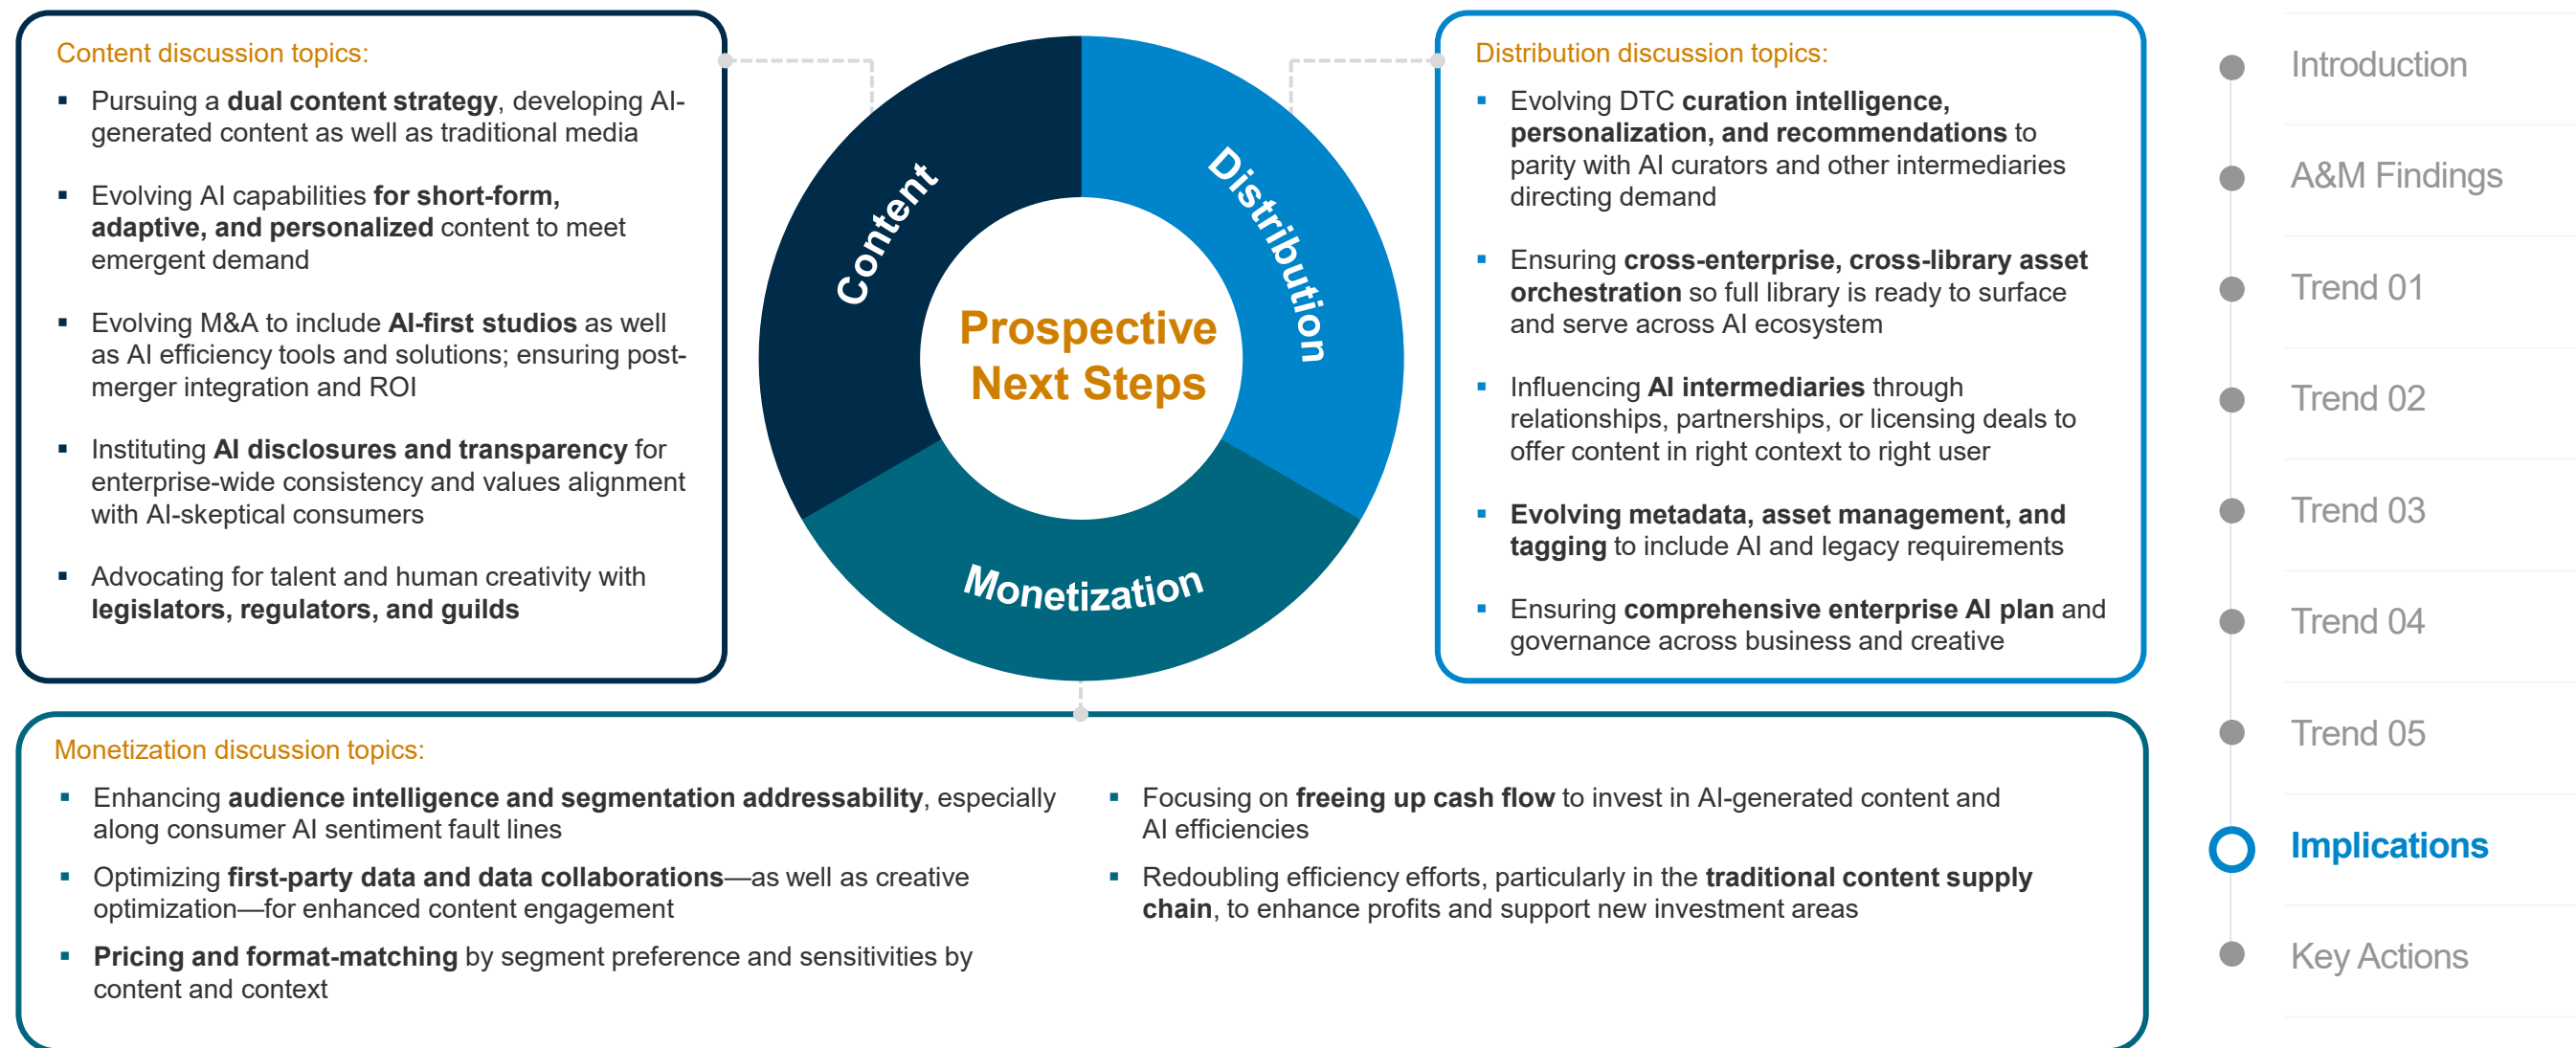 Content discussion topics:
▪ Pursuing a dual content strategy, developing AI-
generated content as well as traditional media
▪ Evolving AI capabilities for short-form,
adaptive, and personalized content to meet
emergent demand
▪ Evolving M&A to include AI-first studios as well
as AI efficiency tools and solutions; ensuring post-
merger integration and ROI
▪ Instituting AI disclosures and transparency for
enterprise-wide consistency and values alignment
with AI-skeptical consumers
▪ Advocating for talent and human creativity with
legislators, regulators, and guilds
Content
Distribution
Monetization
Prospective
Next Steps
Distribution discussion topics:
▪ Evolving DTC curation intelligence,
personalization, and recommendations to
parity with AI curators and other intermediaries
directing demand
▪ Ensuring cross-enterprise, cross-library asset
orchestration so full library is ready to surface
and serve across AI ecosystem
▪ Influencing AI intermediaries through
relationships, partnerships, or licensing deals to
offer content in right context to right user
▪ Evolving metadata, asset management, and
tagging to include AI and legacy requirements
▪ Ensuring comprehensive enterprise AI plan and
governance across business and creative
Monetization discussion topics:
▪ Enhancing audience intelligence and segmentation addressability, especially
along consumer AI sentiment fault lines
▪ Optimizing first-party data and data collaborations—as well as creative
optimization—for enhanced content engagement
▪ Pricing and format-matching by segment preference and sensitivities by
content and context
▪ Focusing on freeing up cash flow to invest in AI-generated content and
AI efficiencies
▪ Redoubling efficiency efforts, particularly in the traditional content supply
chain, to enhance profits and support new investment areas
Introduction
A&M Findings
Trend 01
Trend 02
Trend 03
Trend 04
Trend 05
Implications
Key Actions